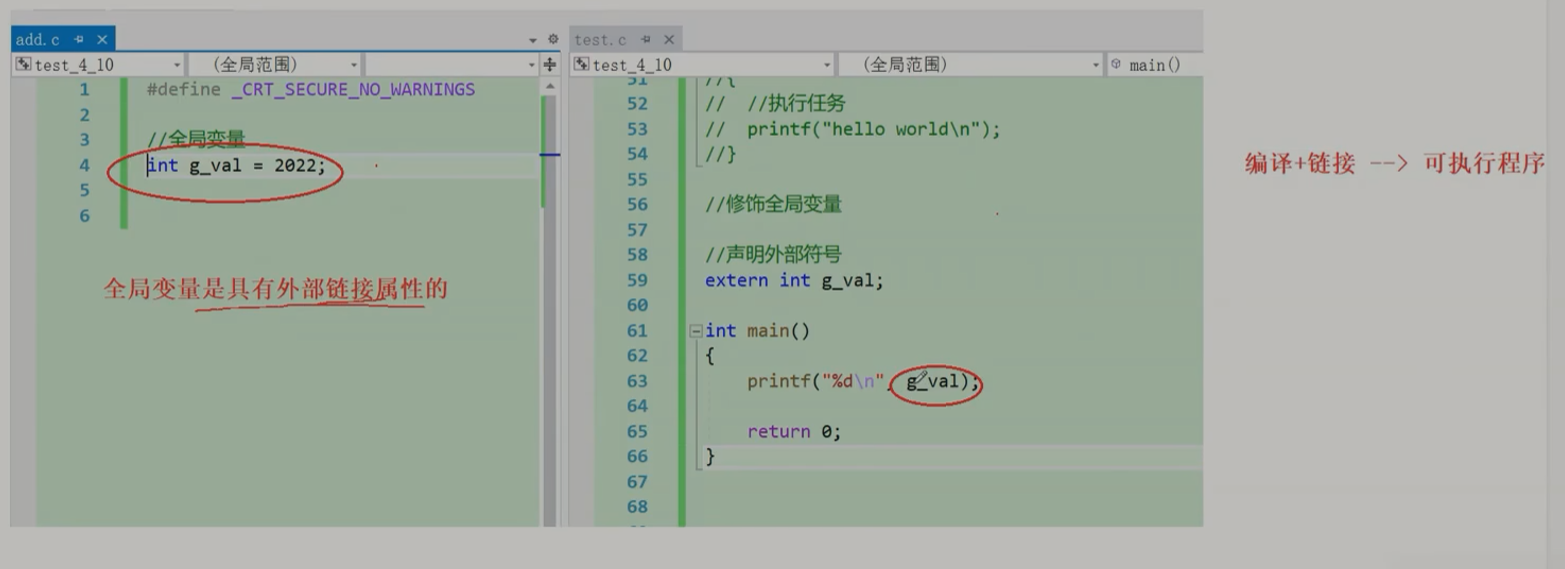 add.c
test_4_10
(全局范围)
1 #define _CRT_SECURE_NO_WARNINGS
2
3 //全局变量
4 int g_val = 2022;
5
6
全局变量是具有外部链接属性的
test.c
test_4_10
(全局范围)
main()
51 //{
52 // //执行任务
53 // printf("hello world\n");
54 //}
55
56 //修饰全局变量
57
58 //声明外部符号
59 extern int g_val;
60
61 int main()
62 {
63 printf("%d\n", g_val);
64
65 return 0;
66 }
67
68
编译+链接 --> 可执行程序